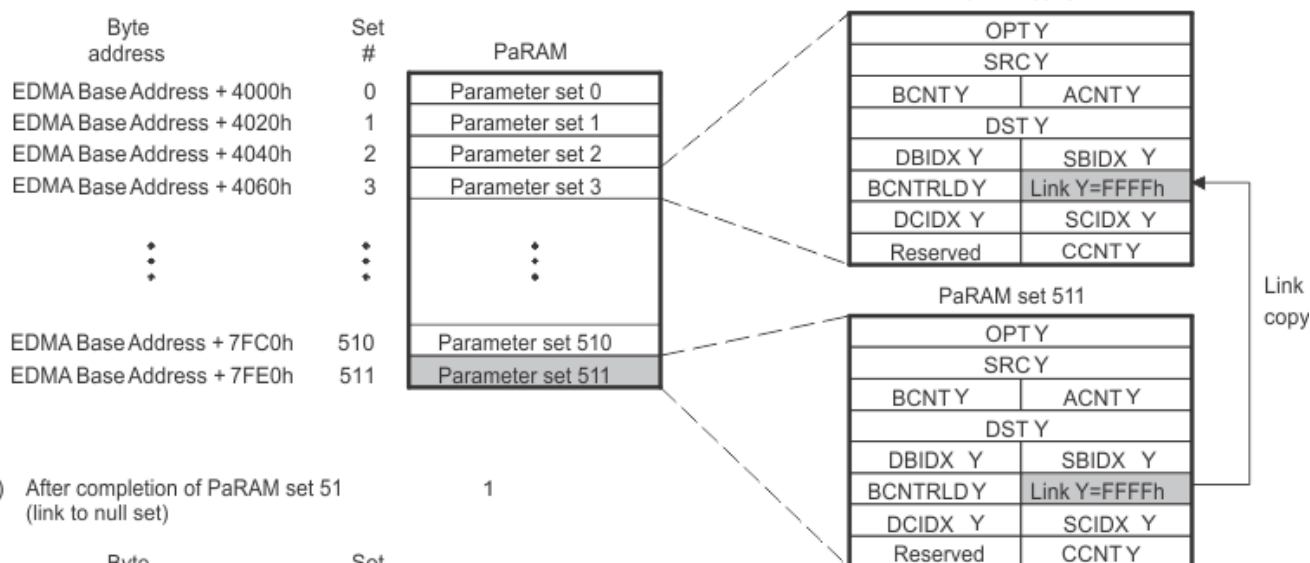 Byte address Set # PaRAM
EDMA Base Address + 4000h 0 Parameter set 0
EDMA Base Address + 4020h 1 Parameter set 1
EDMA Base Address + 4040h 2 Parameter set 2
EDMA Base Address + 4060h 3 Parameter set 3
EDMA Base Address + 7FC0h 510 Parameter set 510
EDMA Base Address + 7FE0h 511 Parameter set 511
OPT Y
SRC Y
BCNT Y ACNT Y
DST Y
DBIDX Y SBIDX Y
BCNTRLD Y Link Y=FFFFh
DCIDX Y SCIDX Y
Reserved CCNT Y
Link
copy
PaRAM set 511
OPT Y
SRC Y
BCNT Y ACNT Y
DST Y
DBIDX Y SBIDX Y
BCNTRLD Y Link Y=FFFFh
DCIDX Y SCIDX Y
Reserved CCNT Y
) After completion of PaRAM set 51 1
(link to null set)
Byte Set